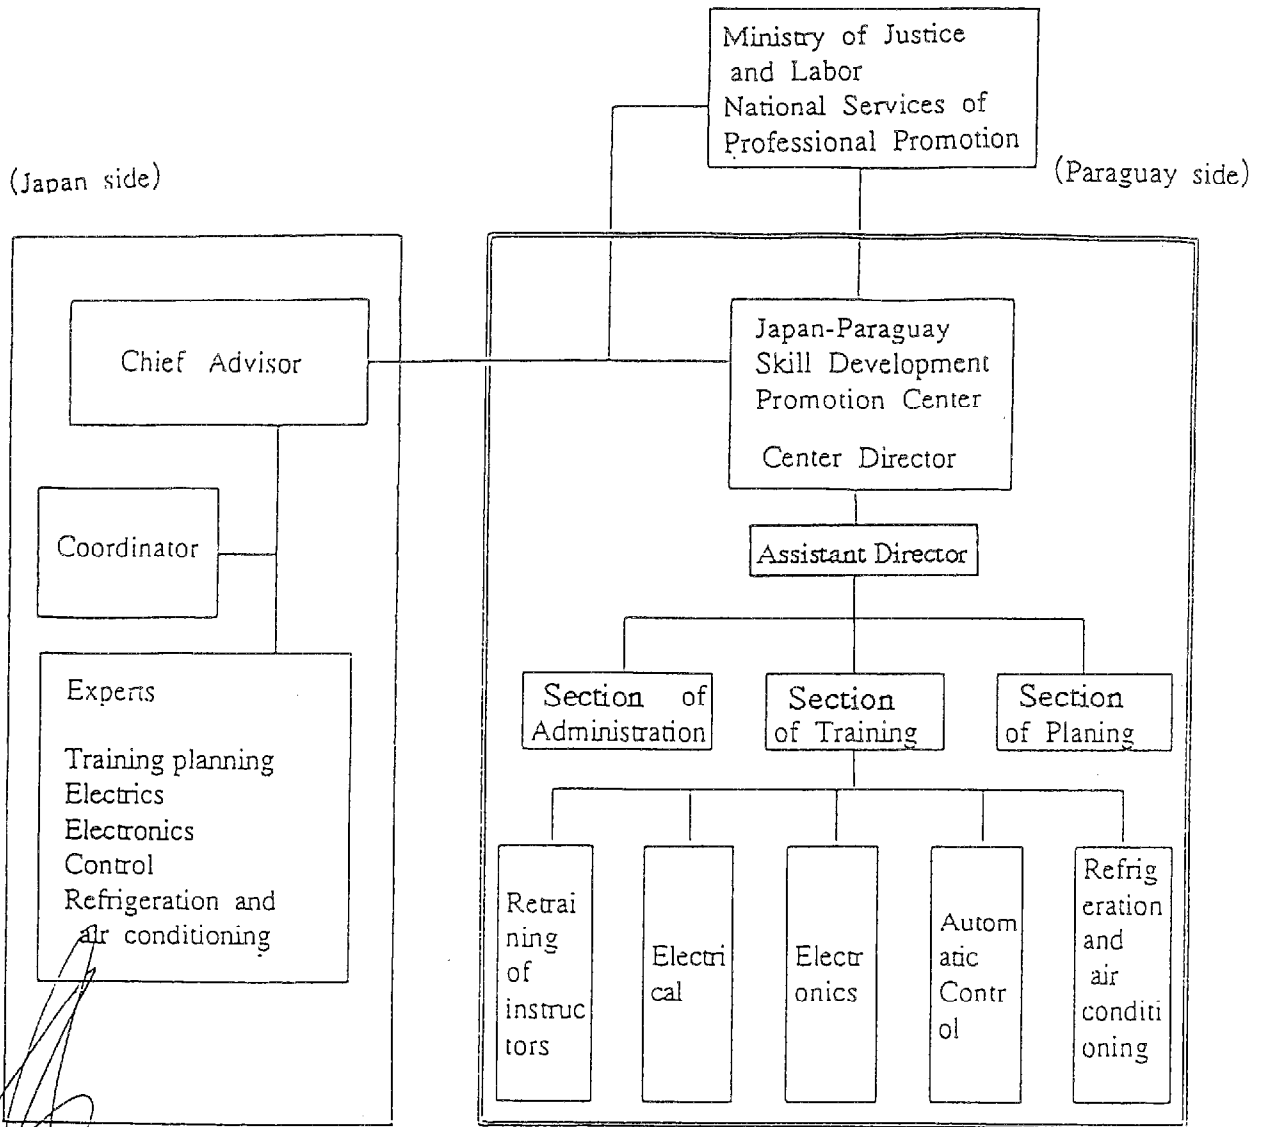 Ministry of Justice
and Labor
National Services of
Professional Promotion
(Japan side)
(Paraguay side)
Chief Advisor
Japan-Paraguay
Skill Development
Promotion Center
Center Director
Coordinator
Assistant Director
Experts
Training planning
Electrics
Electronics
Control
Refrigeration and
air conditioning
Section of
Administration
Section
of Training
Section
of Planing
Retrai
ning
of
instruc
tors
Electri
cal
Electr
onics
Autom
atic
Contr
ol
Refrig
eration
and
air
conditi
oning